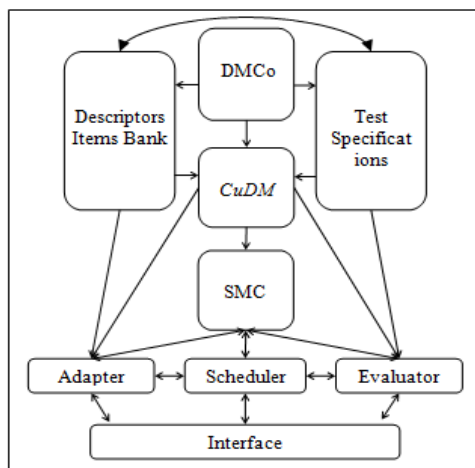 DMCo
Descriptors
Items Bank
Test
Specificat
ions
CuDM
SMC
Adapter
Scheduler
Evaluator
Interface